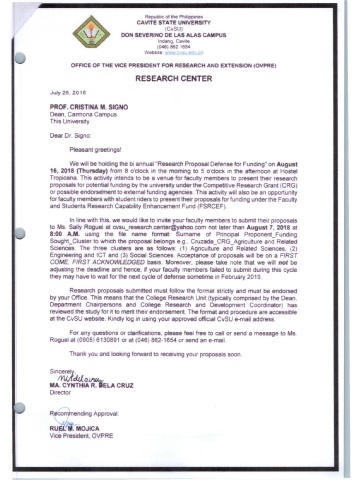 Republic of the Philippines
CAVITE STATE UNIVERSITY
(CvSU)
DON SEVERINO DE LAS ALAS CAMPUS
Indang, Cavite
(046) 862 1654
Website: www.cvsu.edu.ph
OFFICE OF THE VICE PRESIDENT FOR RESEARCH AND EXTENSION (OVPRE)
RESEARCH CENTER
July 26, 2018
PROF. CRISTINA M. SIGNO
Dean, Carmona Campus
This University
Dear Dr. Signo:
Pleasant greetings!
We will be holding the bi annual "Research Proposal Defense for Funding" on August
16, 2018 (Thursday) from 8 o'clock in the morning to 5 o'clock in the afternoon at Hostel
Tropicana. This activity intends to be a venue for faculty members to present their research
proposals for potential funding by the university under the Competitive Research Grant (CRG)
or possible endorsement to external funding agencies. This activity will also be an opportunity
for faculty members with student riders to present their proposals for funding under the Faculty
and Students Research Capability Enhancement Fund (FSRCEF).
In line with this, we would like to invite your faculty members to submit their proposals
to Ms. Sally Roguel at cvsu_research.center@yahoo.com not later than August 7, 2018 at
8:00 A.M. using the file name format: Surname of Principal Proponent_Funding
Sought_Cluster to which the proposal belongs e.g., Cruzada_CRG_Agriculture and Related
Sciences. The three clusters are as follows: (1) Agriculture and Related Sciences, (2)
Engineering and ICT and (3) Social Sciences. Acceptance of proposals will be on a FIRST
COME, FIRST ACKNOWLEDGED basis. Moreover, please take note that we will not be
adjusting the deadline and hence, if your faculty members failed to submit during this cycle
they may have to wait for the next cycle of defense sometime in February 2019.
Research proposals submitted must follow the format strictly and must be endorsed
by your Office. This means that the College Research Unit (typically comprised by the Dean,
Department Chairpersons and College Research and Development Coordinator) has
reviewed the study for it to merit their endorsement. The format and procedure are accessible
at the CvSU website. Kindly log in using your approved official CvSU e-mail address.
For any questions or clarifications, please feel free to call or send a message to Ms.
Roguel at (0905) 6130891 or at (046) 862-1654 or send an e-mail.
Thank you and looking forward to receiving your proposals soon.
Sincerely,
MA. CYNTHIA R. DELA CRUZ
Director
Recommending Approval:
RUEL M. MOJICA
Vice President, OVPRE